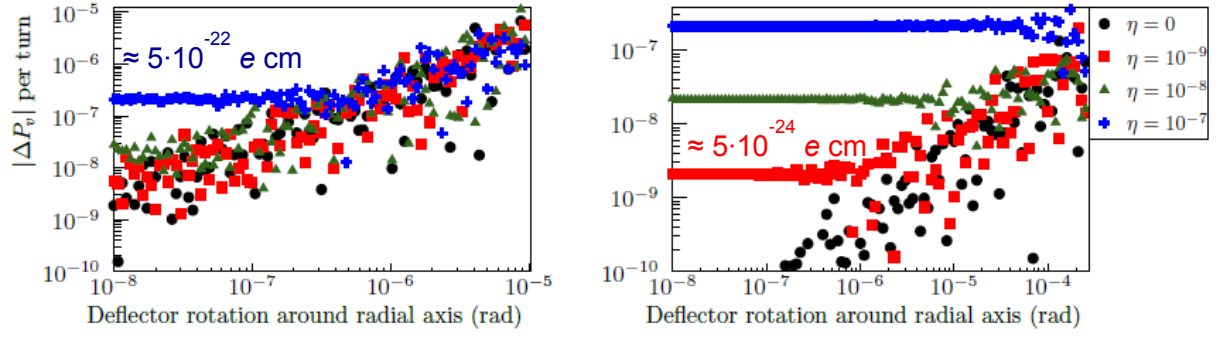 |ΔPᵥ| per turn
10⁻⁵
10⁻⁶
10⁻⁷
10⁻⁸
10⁻⁹
10⁻¹⁰
≈ 5·10⁻²² e cm
10⁻⁸ 10⁻⁷ 10⁻⁶ 10⁻⁵
Deflector rotation around radial axis (rad)
10⁻⁷
10⁻⁸
10⁻⁹
10⁻¹⁰
≈ 5·10⁻²⁴ e cm
10⁻⁸ 10⁻⁷ 10⁻⁶ 10⁻⁵ 10⁻⁴
Deflector rotation around radial axis (rad)
η = 0
η = 10⁻⁹
η = 10⁻⁸
η = 10⁻⁷